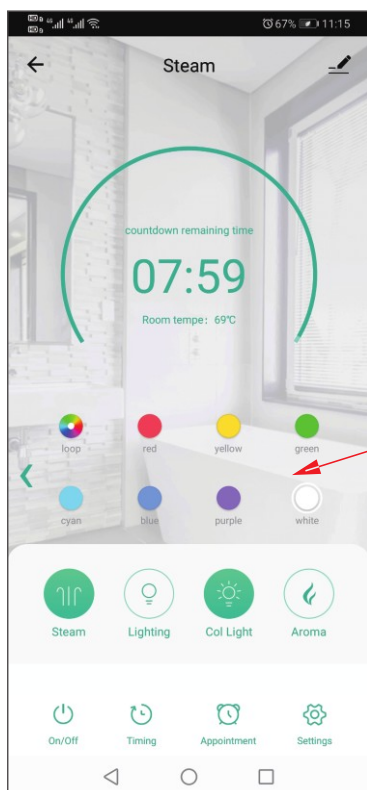 67% 11:15
Steam
countdown remaining time
07:59
Room tempe: 69℃
loop red yellow green
cyan blue purple white
Steam Lighting Col Light Aroma
On/Off Timing Appointment Settings